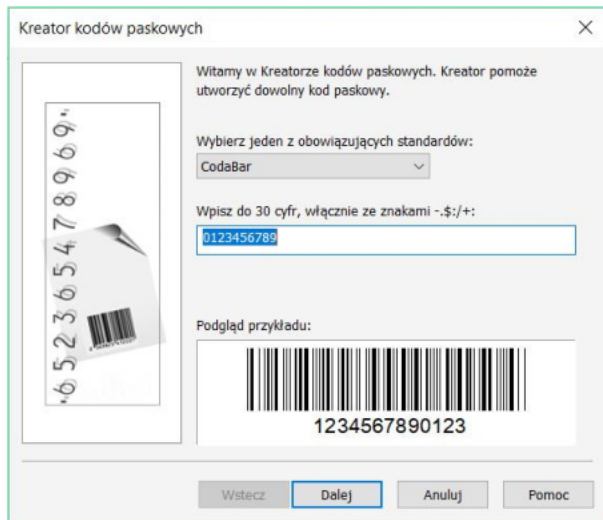 Kreator kodów paskowych
Witamy w Kreatorze kodów paskowych. Kreator pomoże
utworzyć dowolny kod paskowy.
Wybierz jeden z obowiązujących standardów:
CodaBar
Wpisz do 30 cyfr, włącznie ze znakami -.$:/+:
0123456789
Podgląd przykładu:
1234567890123
Wstecz
Dalej
Anuluj
Pomoc